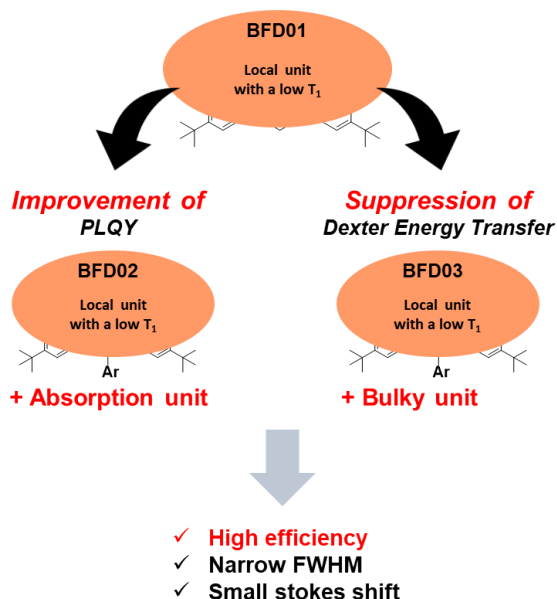 BFD01
Local unit
with a low T₁
Improvement of
PLQY
Suppression of
Dexter Energy Transfer
BFD02
Local unit
with a low T₁
Ar
+ Absorption unit
BFD03
Local unit
with a low T₁
Ar
+ Bulky unit
✓ High efficiency
✓ Narrow FWHM
✓ Small stokes shift